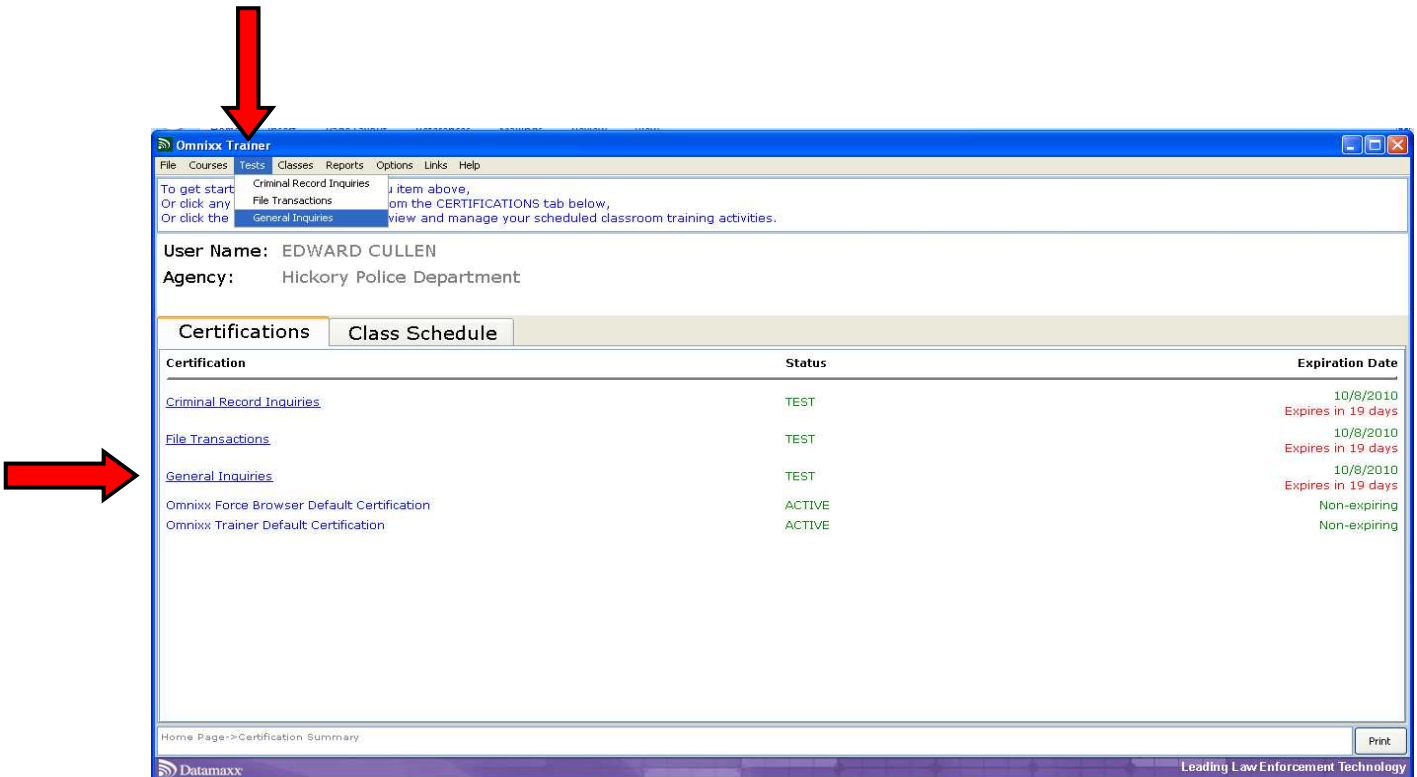 Omnixx Trainer
File Courses Tests Classes Reports Options Links Help
Criminal Record Inquiries
File Transactions
General Inquiries
To get start u item above,
Or click any om the CERTIFICATIONS tab below,
Or click the view and manage your scheduled classroom training activities.
User Name: EDWARD CULLEN
Agency: Hickory Police Department
Certifications Class Schedule
Certification Status Expiration Date
Criminal Record Inquiries TEST 10/8/2010
Expires in 19 days
File Transactions TEST 10/8/2010
Expires in 19 days
General Inquiries TEST 10/8/2010
Expires in 19 days
Omnixx Force Browser Default Certification ACTIVE Non-expiring
Omnixx Trainer Default Certification ACTIVE Non-expiring
Home Page->Certification Summary
Print
Datamaxx Leading Law Enforcement Technology